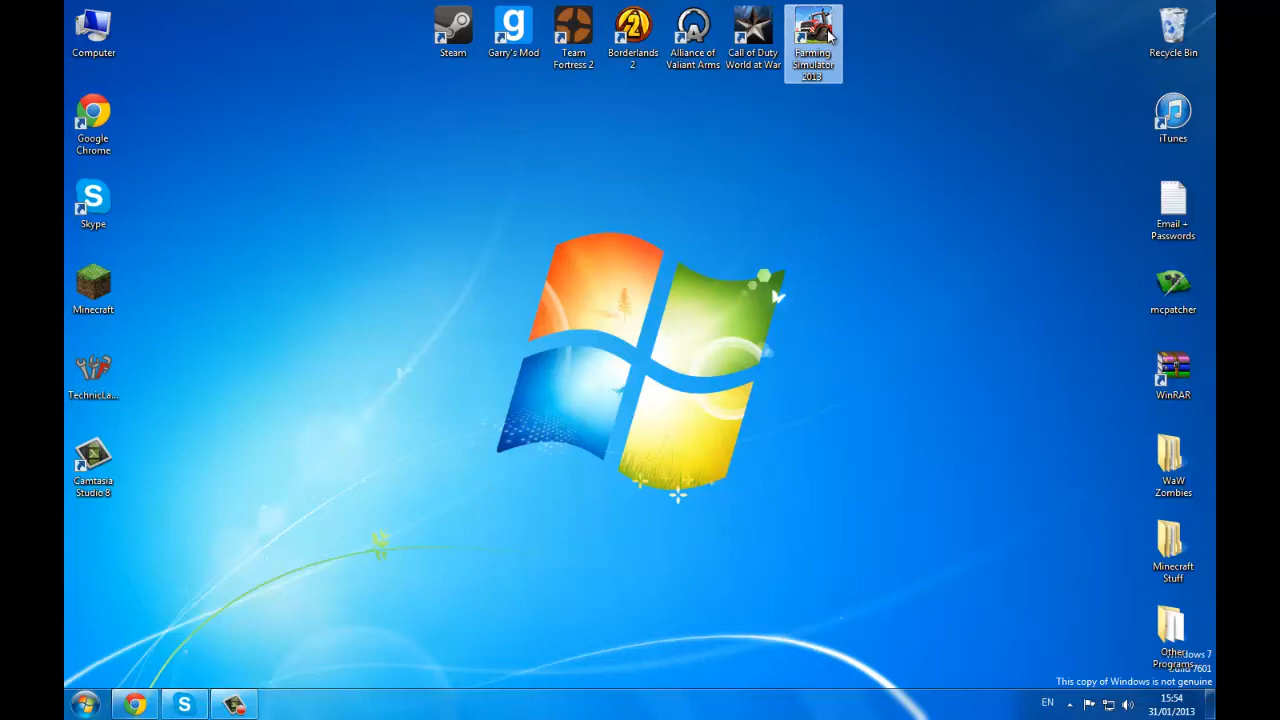 Computer
Steam
Garry's Mod
Team
Fortress 2
Borderlands
2
Alliance of
Valiant Arms
Call of Duty
World at War
Farming
Simulator
2013
Recycle Bin
Google
Chrome
iTunes
Skype
Email +
Passwords
Minecraft
mcpatcher
TechnicLa...
WinRAR
Camtasia
Studio 8
WaW
Zombies
Minecraft
Stuff
Other
Programs
Windows 7
Build 7601
This copy of Windows is not genuine
EN
15:54
31/01/2013